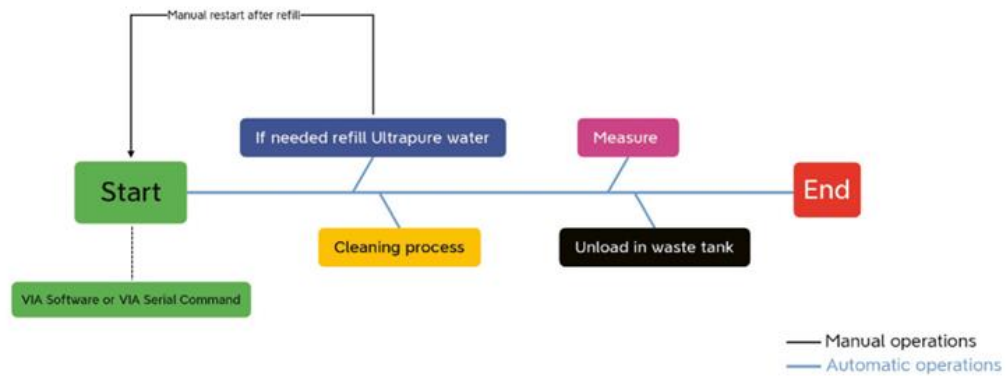 Manual restart after refill
If needed refill Ultrapure water
Measure
Start
End
Cleaning process
Unload in waste tank
VIA Software or VIA Serial Command
Manual operations
Automatic operations